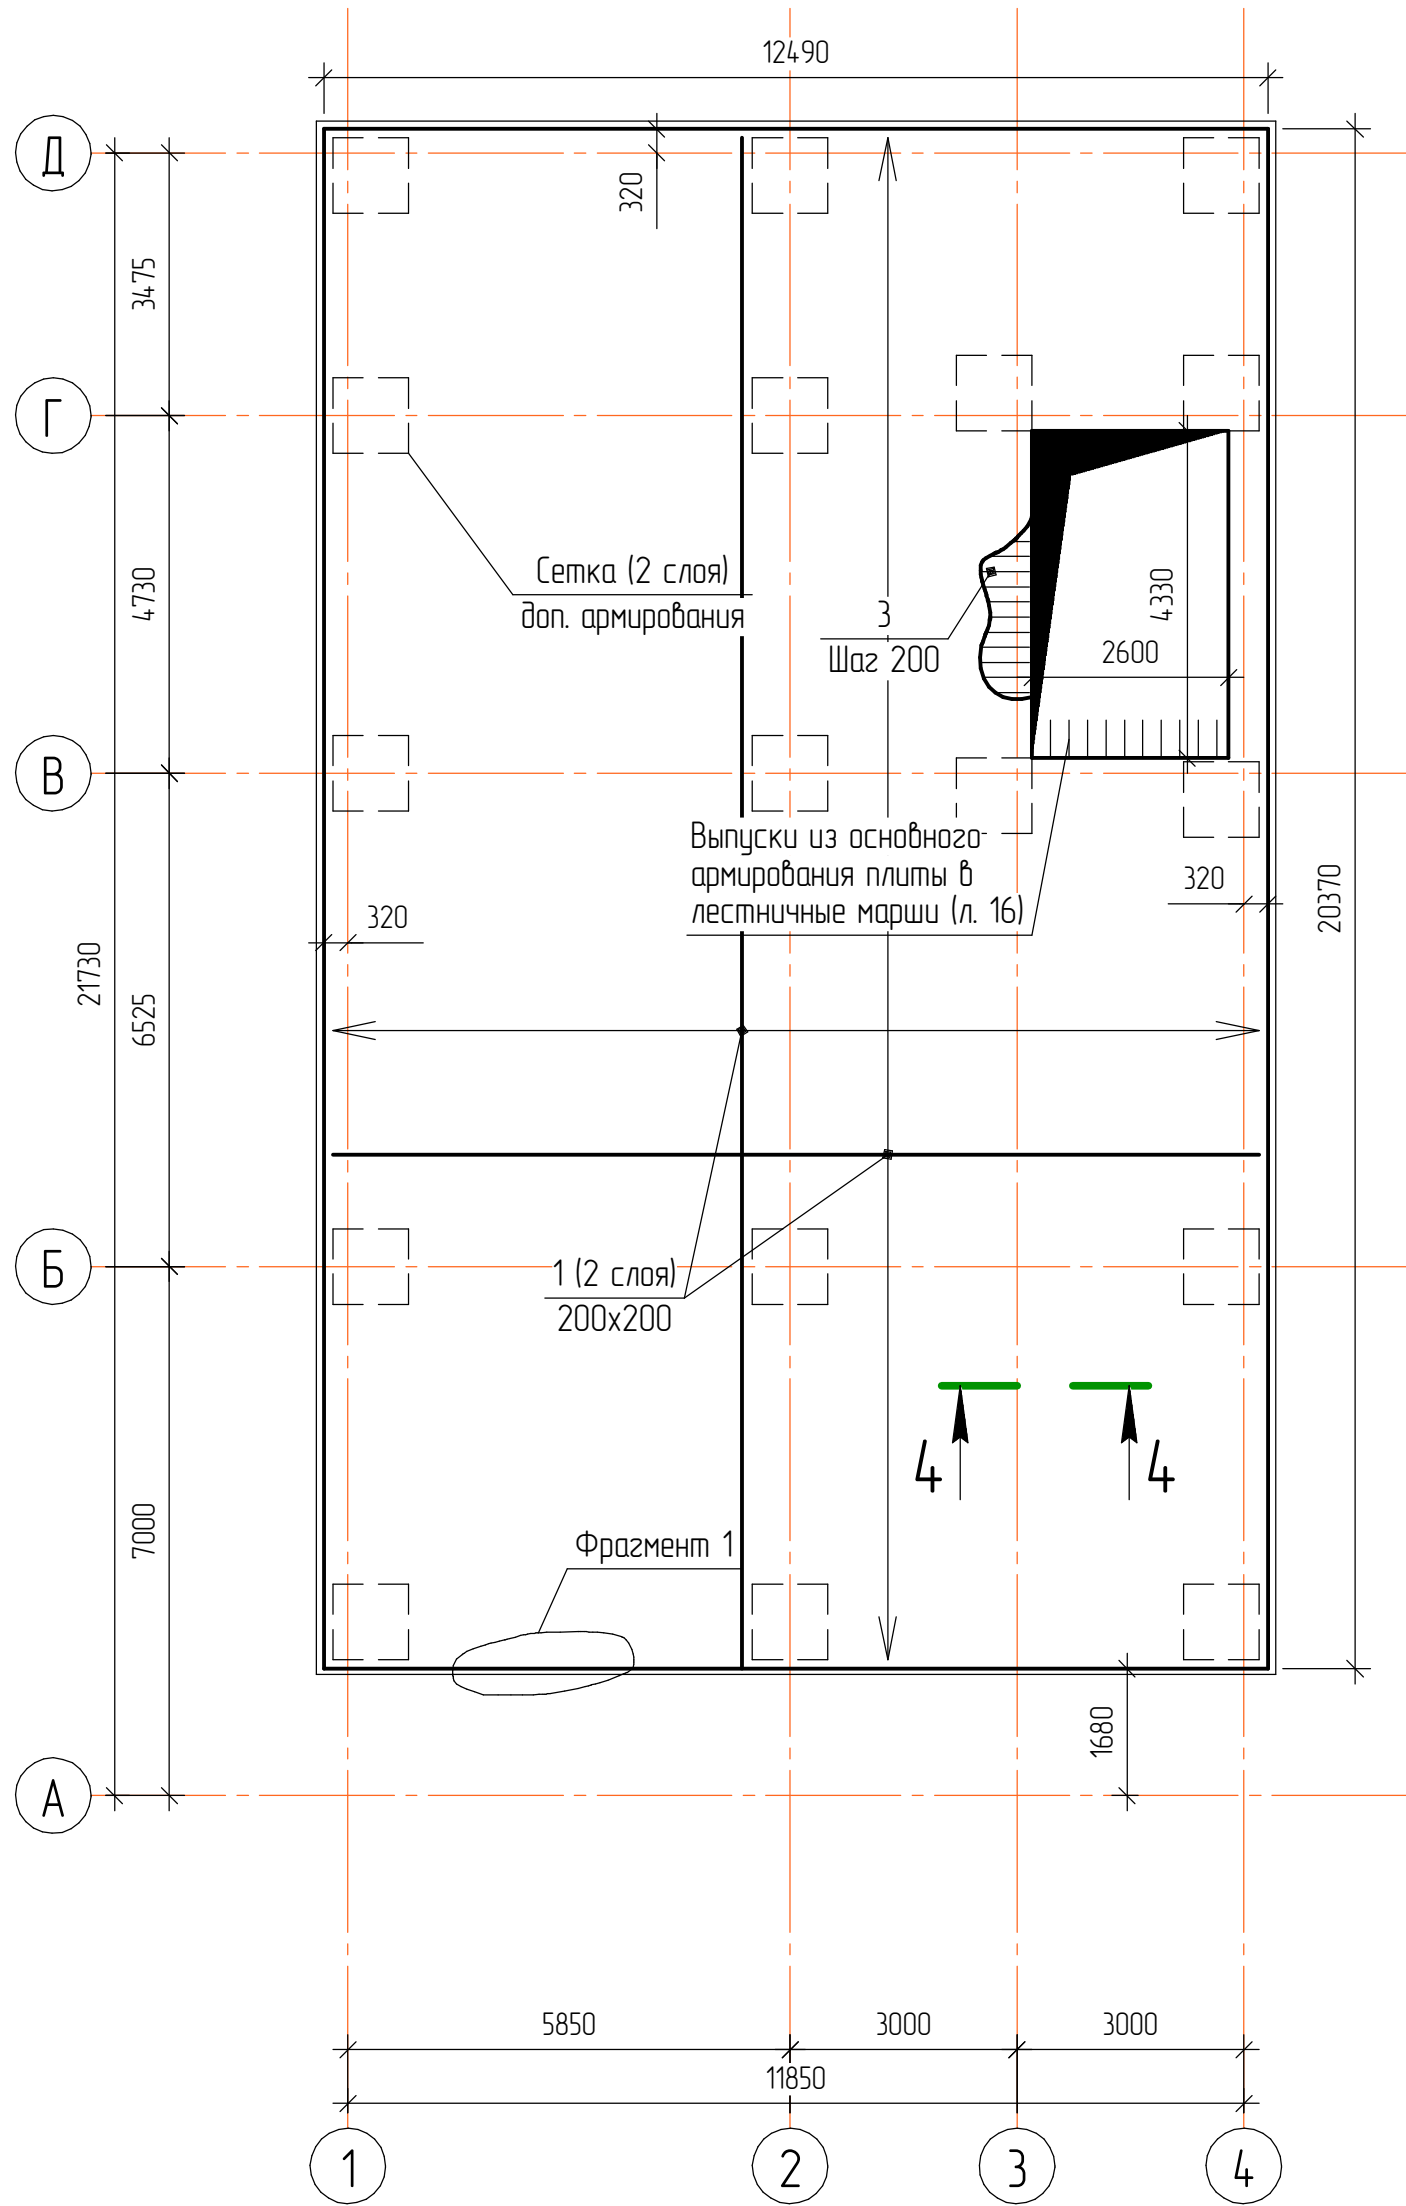 12490
Д
320
3475
Г
Сетка (2 слоя)
доп. армирования
4730
3
Шаг 200
4330
2600
В
Выпуски из основного
армирования плиты в
лестничные марши (л. 16)
320
320
20370
21730
6525
Б
1 (2 слоя)
200х200
4
4
7000
Фрагмент 1
1680
А
5850
3000
3000
11850
1
2
3
4